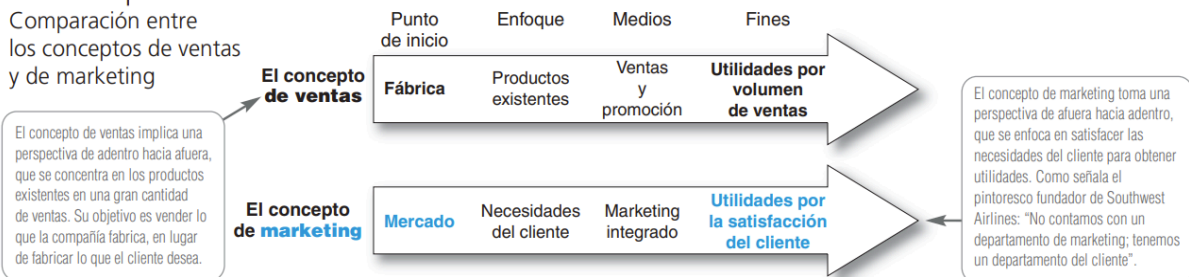 Comparación entre
los conceptos de ventas
y de marketing
Punto
de inicio
Enfoque
Medios
Fines
El concepto
de ventas
Fábrica
Productos
existentes
Ventas
y
promoción
Utilidades por
volumen
de ventas
El concepto de ventas implica una
perspectiva de adentro hacia afuera,
que se concentra en los productos
existentes en una gran cantidad
de ventas. Su objetivo es vender lo
que la compañía fabrica, en lugar
de fabricar lo que el cliente desea.
El concepto
de marketing
Mercado
Necesidades
del cliente
Marketing
integrado
Utilidades por
la satisfacción
del cliente
El concepto de marketing toma una
perspectiva de afuera hacia adentro,
que se enfoca en satisfacer las
necesidades del cliente para obtener
utilidades. Como señala el
pintoresco fundador de Southwest
Airlines: “No contamos con un
departamento de marketing; tenemos
un departamento del cliente”.